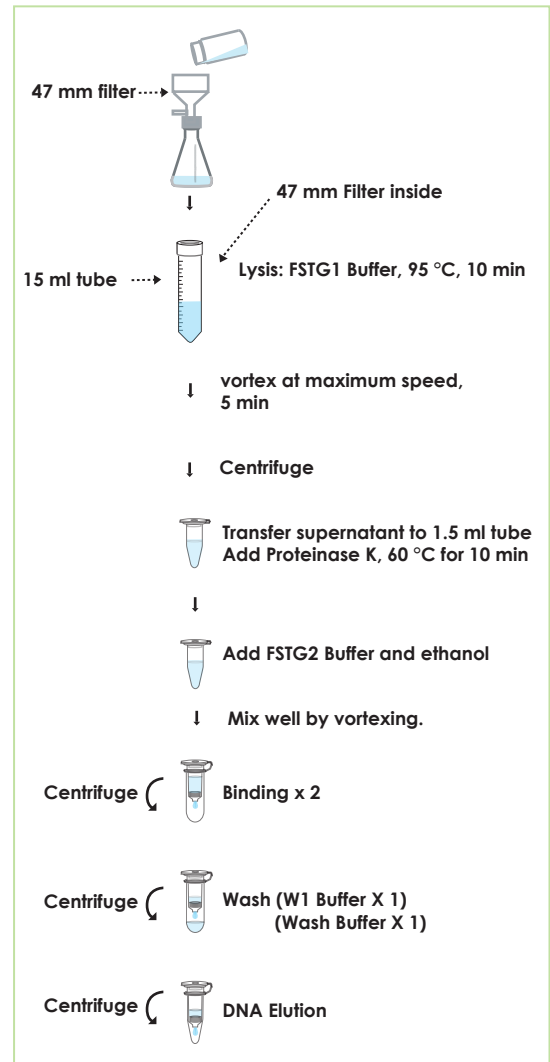 47 mm filter
47 mm Filter inside
15 ml tube
Lysis: FSTG1 Buffer, 95 °C, 10 min
vortex at maximum speed,
5 min
Centrifuge
Transfer supernatant to 1.5 ml tube
Add Proteinase K, 60 °C for 10 min
Add FSTG2 Buffer and ethanol
Mix well by vortexing.
Centrifuge
Binding x 2
Centrifuge
Wash (W1 Buffer X 1)
(Wash Buffer X 1)
Centrifuge
DNA Elution